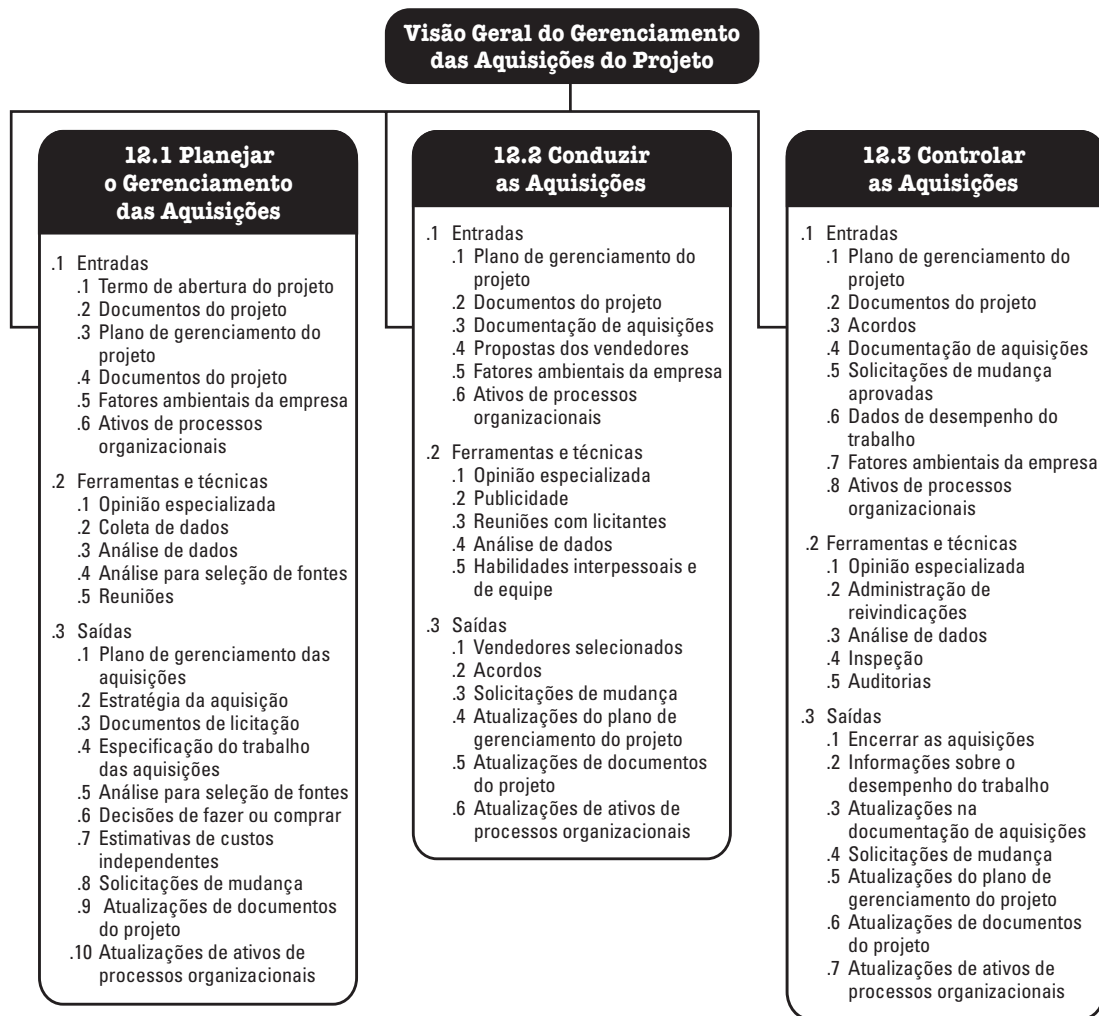 Visão Geral do Gerenciamento
das Aquisições do Projeto
12.1 Planejar
o Gerenciamento
das Aquisições
.1 Entradas
.1 Termo de abertura do projeto
.2 Documentos do projeto
.3 Plano de gerenciamento do
projeto
.4 Documentos do projeto
.5 Fatores ambientais da empresa
.6 Ativos de processos
organizacionais
.2 Ferramentas e técnicas
.1 Opinião especializada
.2 Coleta de dados
.3 Análise de dados
.4 Análise para seleção de fontes
.5 Reuniões
.3 Saídas
.1 Plano de gerenciamento das
aquisições
.2 Estratégia da aquisição
.3 Documentos de licitação
.4 Especificação do trabalho
das aquisições
.5 Análise para seleção de fontes
.6 Decisões de fazer ou comprar
.7 Estimativas de custos
independentes
.8 Solicitações de mudança
.9 Atualizações de documentos
do projeto
.10 Atualizações de ativos de
processos organizacionais
12.2 Conduzir
as Aquisições
.1 Entradas
.1 Plano de gerenciamento do
projeto
.2 Documentos do projeto
.3 Documentação de aquisições
.4 Propostas dos vendedores
.5 Fatores ambientais da empresa
.6 Ativos de processos
organizacionais
.2 Ferramentas e técnicas
.1 Opinião especializada
.2 Publicidade
.3 Reuniões com licitantes
.4 Análise de dados
.5 Habilidades interpessoais e
de equipe
.3 Saídas
.1 Vendedores selecionados
.2 Acordos
.3 Solicitações de mudança
.4 Atualizações do plano de
gerenciamento do projeto
.5 Atualizações de documentos
do projeto
.6 Atualizações de ativos de
processos organizacionais
12.3 Controlar
as Aquisições
.1 Entradas
.1 Plano de gerenciamento do
projeto
.2 Documentos do projeto
.3 Acordos
.4 Documentação de aquisições
.5 Solicitações de mudança
aprovadas
.6 Dados de desempenho do
trabalho
.7 Fatores ambientais da empresa
.8 Ativos de processos
organizacionais
.2 Ferramentas e técnicas
.1 Opinião especializada
.2 Administração de
reivindicações
.3 Análise de dados
.4 Inspeção
.5 Auditorias
.3 Saídas
.1 Encerrar as aquisições
.2 Informações sobre o
desempenho do trabalho
.3 Atualizações na
documentação de aquisições
.4 Solicitações de mudança
.5 Atualizações do plano de
gerenciamento do projeto
.6 Atualizações de documentos
do projeto
.7 Atualizações de ativos de
processos organizacionais